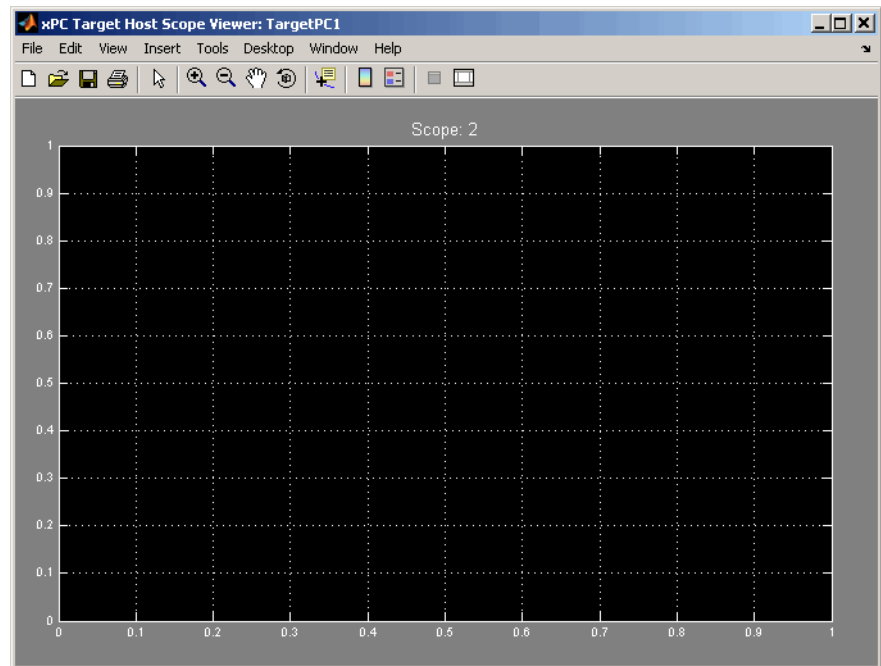 xPC Target Host Scope Viewer: TargetPC1
File Edit View Insert Tools Desktop Window Help
Scope: 2
1
0.9
0.8
0.7
0.6
0.5
0.4
0.3
0.2
0.1
0
0 0.1 0.2 0.3 0.4 0.5 0.6 0.7 0.8 0.9 1